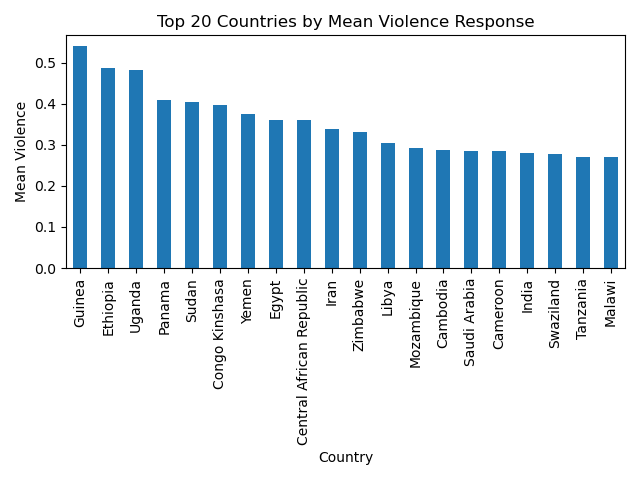 Top 20 Countries by Mean Violence Response
Mean Violence
0.5
0.4
0.3
0.2
0.1
0.0
Guinea
Ethiopia
Uganda
Panama
Sudan
Congo Kinshasa
Yemen
Egypt
Central African Republic
Iran
Zimbabwe
Libya
Mozambique
Cambodia
Saudi Arabia
Cameroon
India
Swaziland
Tanzania
Malawi
Country